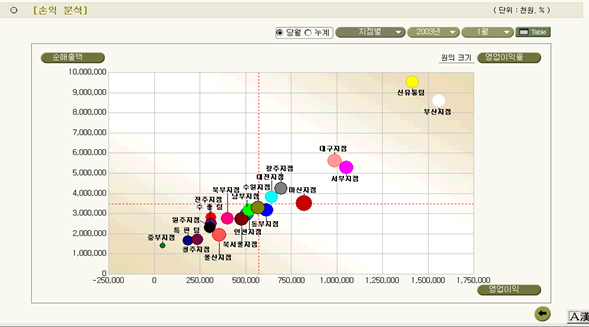 [손익 분석]
( 단위 : 천원, % )
당월 누계 지점별 2003년 1월 Table
순매출액
원의 크기 영업이익율
10,000,000
9,000,000
8,000,000
7,000,000
6,000,000
5,000,000
4,000,000
3,000,000
2,000,000
1,000,000
0
-250,000 0 250,000 500,000 750,000 1,000,000 1,250,000 1,500,000 1,750,000
신유통팀
부산지점
대구지점
서부지점
광주지점
대전지점
수원지점
마산지점
북부지점
남부지점
전주지점
수출팀
원주지점
특판팀
중부지점
청주지점
울산지점
북서울지점
인천지점
동부지점
영업이익
A漢